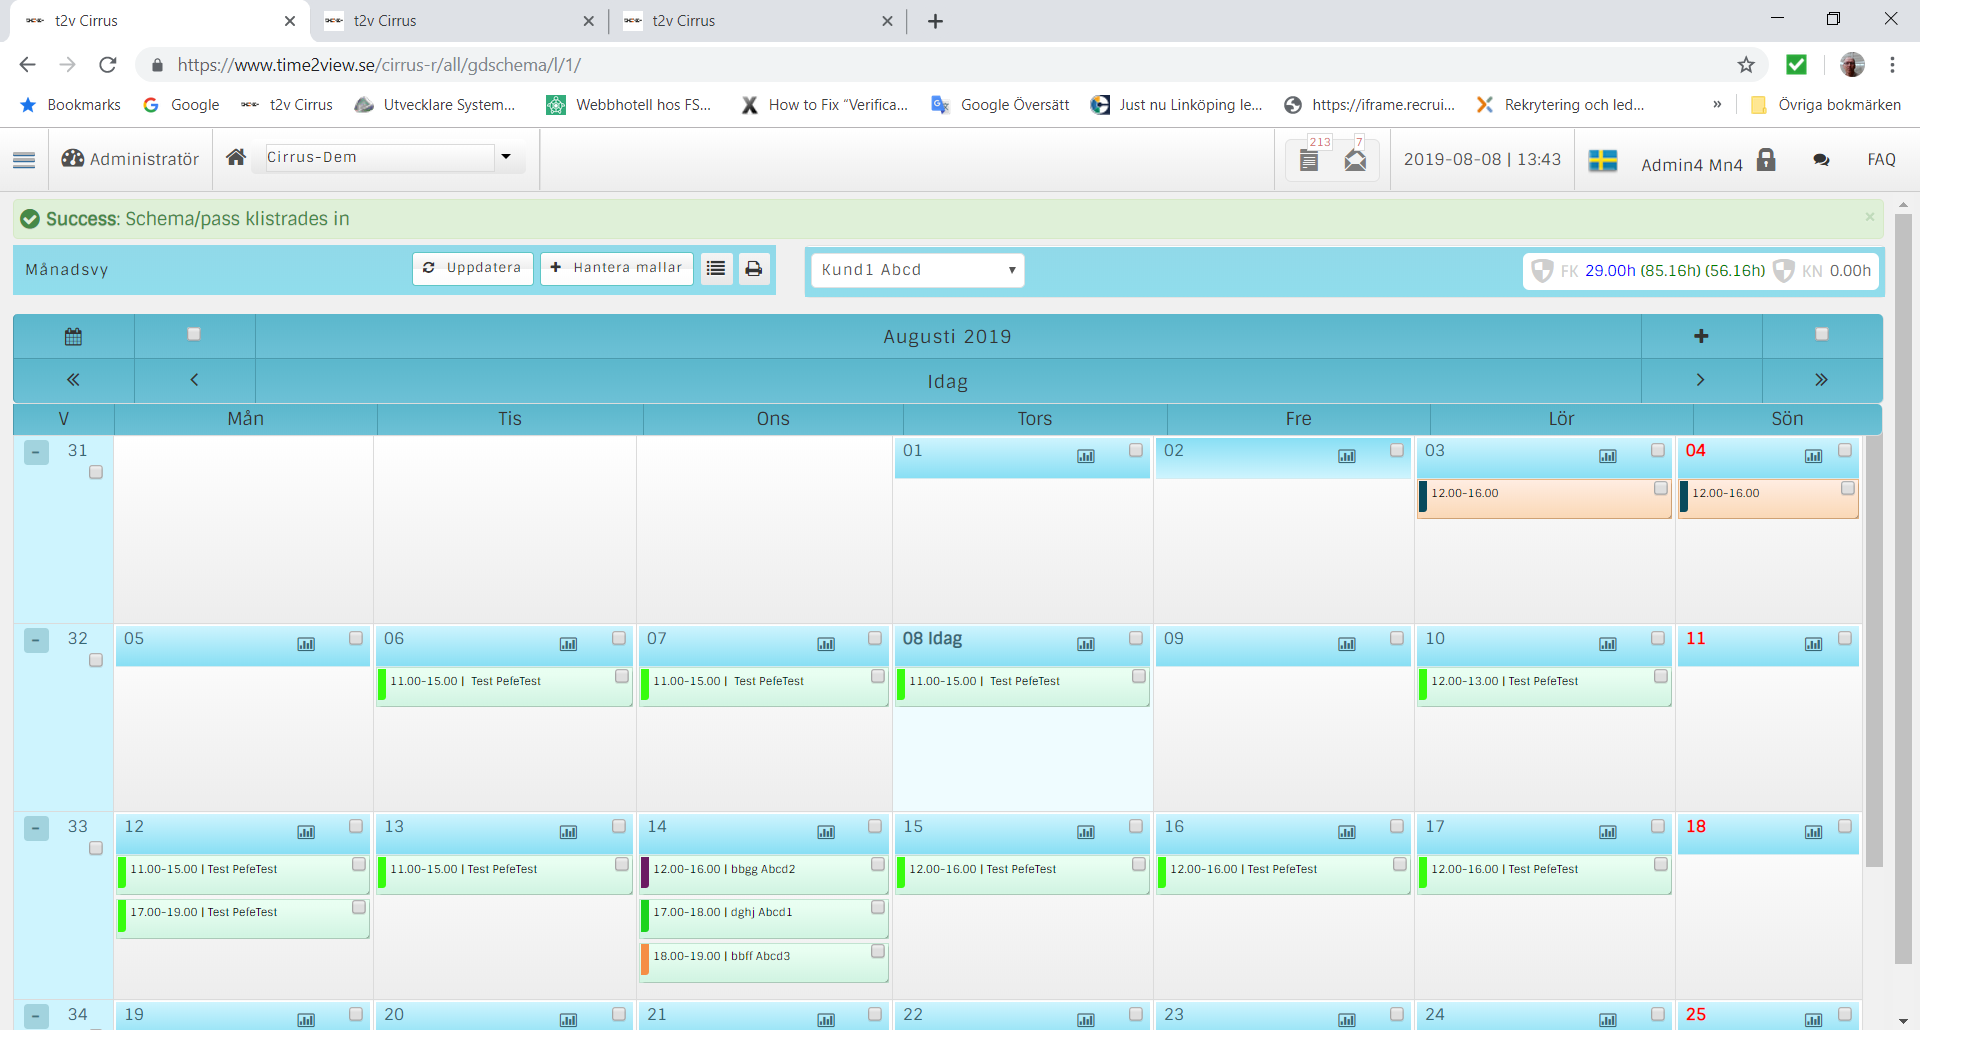 t2v Cirrus
t2v Cirrus
t2v Cirrus
https://www.time2view.se/cirrus-r/all/gdschema/l/1/
Bookmarks Google t2v Cirrus Utvecklare System... Webbhotell hos FS... How to Fix “Verifica... Google Översätt Just nu Linköping le... https://iframe.recrui... Rekrytering och led... » Övriga bokmärken
Administratör Cirrus-Dem 213 7 2019-08-08 | 13:43 Admin4 Mn4 FAQ
Success: Schema/pass klistrades in
Månadsvy Uppdatera + Hantera mallar Kund1 Abcd FK 29.00h (85.16h) (56.16h) KN 0.00h
Augusti 2019
Idag
V Mån Tis Ons Tors Fre Lör Sön
31 01 02 03 04
12.00-16.00 12.00-16.00
32 05 06 07 08 Idag 09 10 11
11.00-15.00 | Test PefeTest 11.00-15.00 | Test PefeTest 11.00-15.00 | Test PefeTest 12.00-13.00 | Test PefeTest
33 12 13 14 15 16 17 18
11.00-15.00 | Test PefeTest 11.00-15.00 | Test PefeTest 12.00-16.00 | bbgg Abcd2 12.00-16.00 | Test PefeTest 12.00-16.00 | Test PefeTest 12.00-16.00 | Test PefeTest
17.00-19.00 | Test PefeTest 17.00-18.00 | dghj Abcd1
18.00-19.00 | bbff Abcd3
34 19 20 21 22 23 24 25